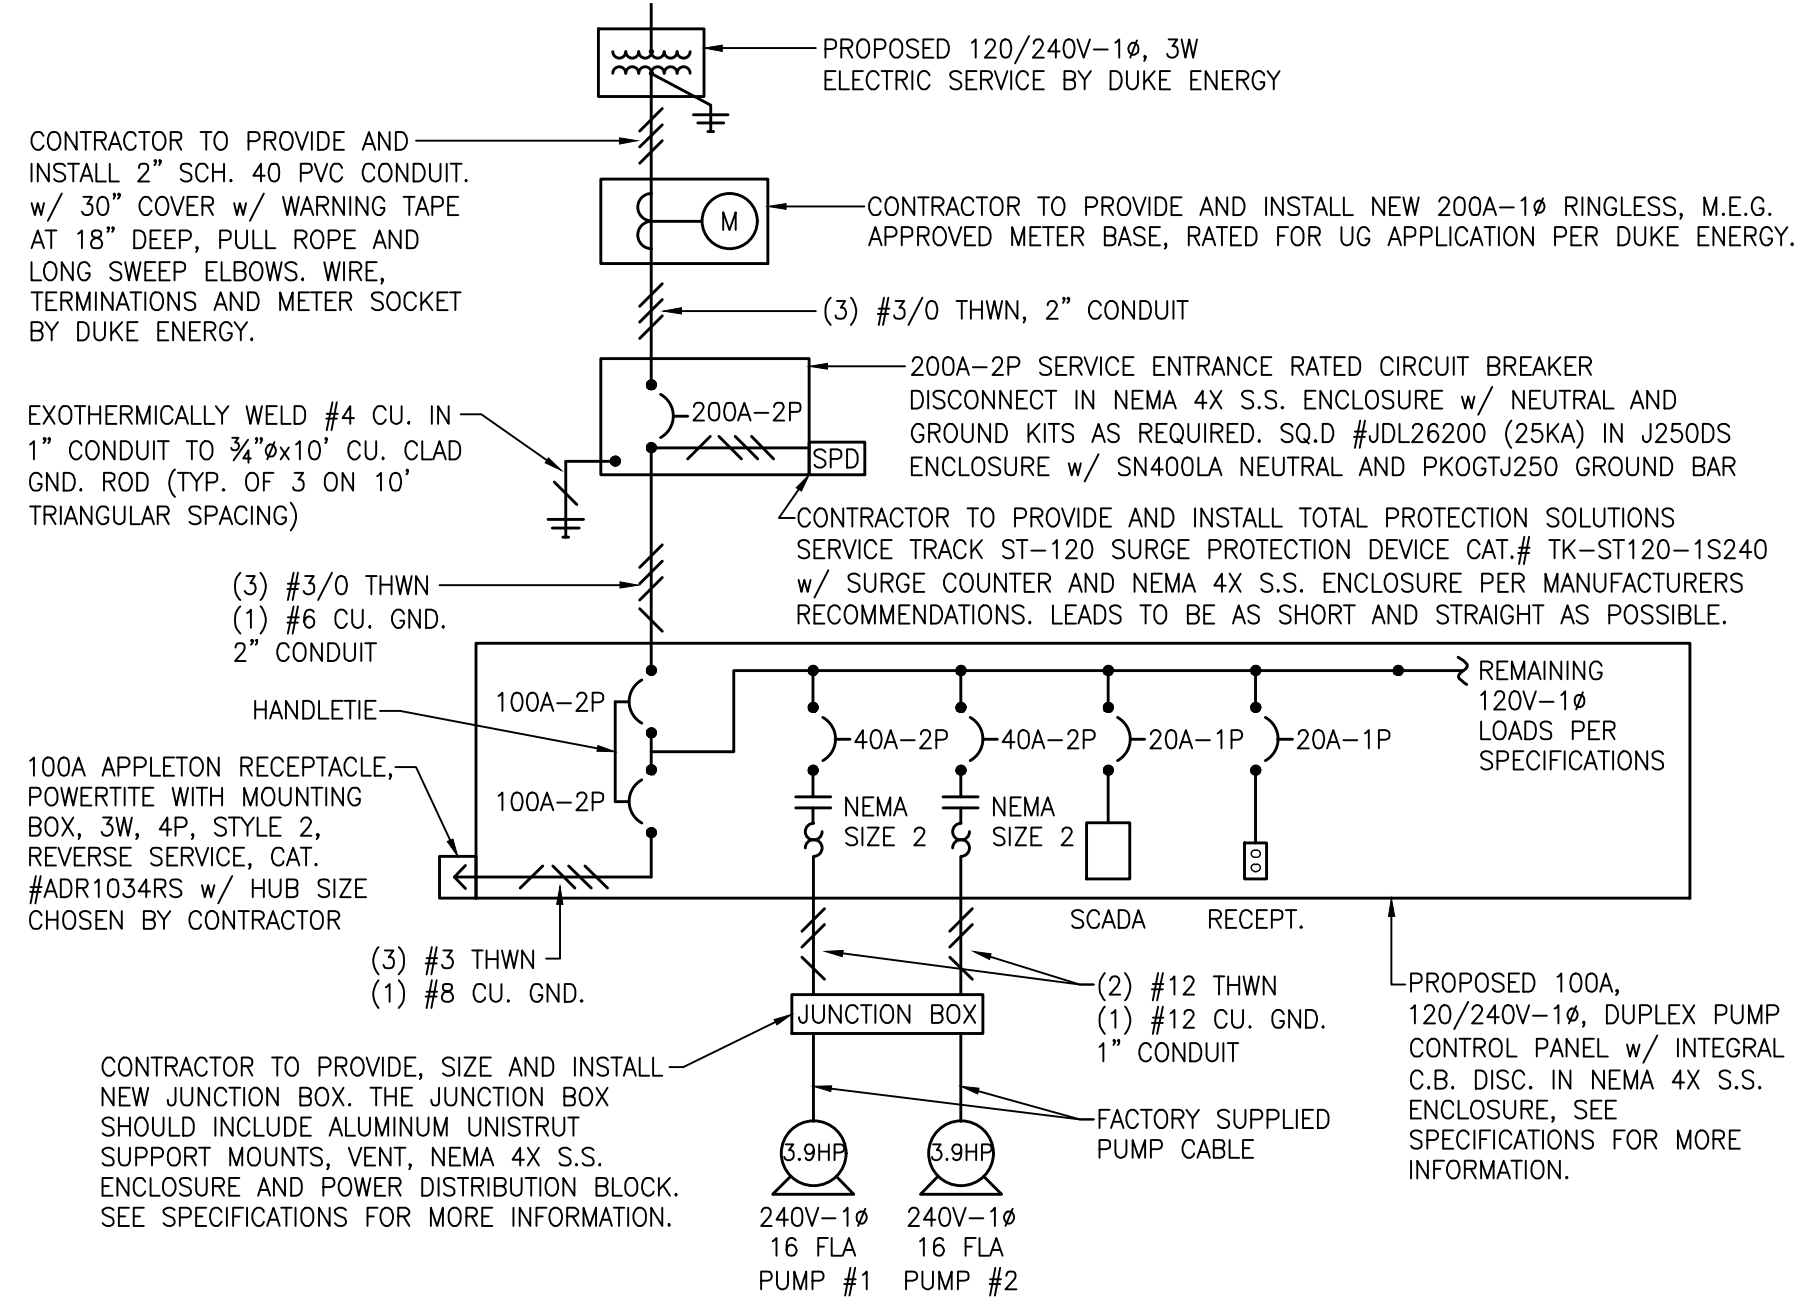 PROPOSED 120/240V-1ø, 3W
ELECTRIC SERVICE BY DUKE ENERGY
CONTRACTOR TO PROVIDE AND
INSTALL 2" SCH. 40 PVC CONDUIT.
w/ 30" COVER w/ WARNING TAPE
AT 18" DEEP, PULL ROPE AND
LONG SWEEP ELBOWS. WIRE,
TERMINATIONS AND METER SOCKET
BY DUKE ENERGY.
M
CONTRACTOR TO PROVIDE AND INSTALL NEW 200A-1ø RINGLESS, M.E.G.
APPROVED METER BASE, RATED FOR UG APPLICATION PER DUKE ENERGY.
(3) #3/0 THWN, 2" CONDUIT
200A-2P SERVICE ENTRANCE RATED CIRCUIT BREAKER
DISCONNECT IN NEMA 4X S.S. ENCLOSURE w/ NEUTRAL AND
GROUND KITS AS REQUIRED. SQ.D #JDL26200 (25KA) IN J250DS
ENCLOSURE w/ SN400LA NEUTRAL AND PKOGTJ250 GROUND BAR
200A-2P
SPD
EXOTHERMICALLY WELD #4 CU. IN
1" CONDUIT TO ¾"øx10' CU. CLAD
GND. ROD (TYP. OF 3 ON 10'
TRIANGULAR SPACING)
CONTRACTOR TO PROVIDE AND INSTALL TOTAL PROTECTION SOLUTIONS
SERVICE TRACK ST-120 SURGE PROTECTION DEVICE CAT.# TK-ST120-1S240
w/ SURGE COUNTER AND NEMA 4X S.S. ENCLOSURE PER MANUFACTURERS
RECOMMENDATIONS. LEADS TO BE AS SHORT AND STRAIGHT AS POSSIBLE.
(3) #3/0 THWN
(1) #6 CU. GND.
2" CONDUIT
HANDLETIE
100A-2P
100A-2P
40A-2P
40A-2P
20A-1P
20A-1P
REMAINING
120V-1ø
LOADS PER
SPECIFICATIONS
NEMA
SIZE 2
NEMA
SIZE 2
100A APPLETON RECEPTACLE,
POWERTITE WITH MOUNTING
BOX, 3W, 4P, STYLE 2,
REVERSE SERVICE, CAT.
#ADR1034RS w/ HUB SIZE
CHOSEN BY CONTRACTOR
SCADA
RECEPT.
(3) #3 THWN
(1) #8 CU. GND.
(2) #12 THWN
(1) #12 CU. GND.
1" CONDUIT
PROPOSED 100A,
120/240V-1ø, DUPLEX PUMP
CONTROL PANEL w/ INTEGRAL
C.B. DISC. IN NEMA 4X S.S.
ENCLOSURE, SEE
SPECIFICATIONS FOR MORE
INFORMATION.
JUNCTION BOX
CONTRACTOR TO PROVIDE, SIZE AND INSTALL
NEW JUNCTION BOX. THE JUNCTION BOX
SHOULD INCLUDE ALUMINUM UNISTRUT
SUPPORT MOUNTS, VENT, NEMA 4X S.S.
ENCLOSURE AND POWER DISTRIBUTION BLOCK.
SEE SPECIFICATIONS FOR MORE INFORMATION.
FACTORY SUPPLIED
PUMP CABLE
3.9HP
3.9HP
240V-1ø
16 FLA
PUMP #1
240V-1ø
16 FLA
PUMP #2